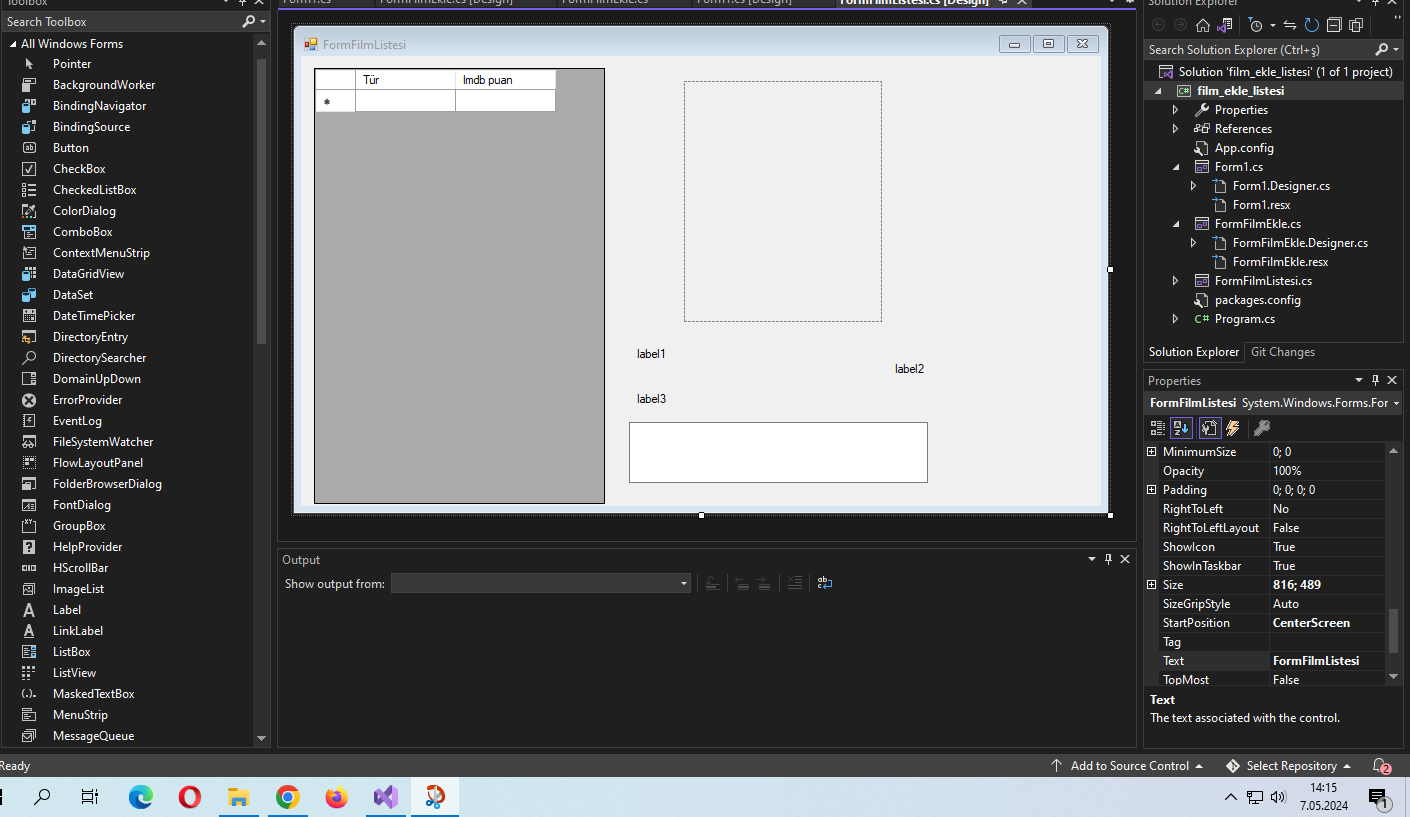 Toolbox
Form1.cs
FormFilmEkle.cs [Design]
FormFilmEkle.cs
Form1.cs [Design]
FormFilmListesi.cs [Design]
Solution Explorer
Search Toolbox
All Windows Forms
Pointer
BackgroundWorker
BindingNavigator
BindingSource
Button
CheckBox
CheckedListBox
ColorDialog
ComboBox
ContextMenuStrip
DataGridView
DataSet
DateTimePicker
DirectoryEntry
DirectorySearcher
DomainUpDown
ErrorProvider
EventLog
FileSystemWatcher
FlowLayoutPanel
FolderBrowserDialog
FontDialog
GroupBox
HelpProvider
HScrollBar
ImageList
Label
LinkLabel
ListBox
ListView
MaskedTextBox
MenuStrip
MessageQueue
FormFilmListesi
Tür
Imdb puan
label1
label2
label3
Output
Show output from:
Search Solution Explorer (Ctrl+ş)
Solution 'film_ekle_listesi' (1 of 1 project)
film_ekle_listesi
Properties
References
App.config
Form1.cs
Form1.Designer.cs
Form1.resx
FormFilmEkle.cs
FormFilmEkle.Designer.cs
FormFilmEkle.resx
FormFilmListesi.cs
packages.config
C# Program.cs
Solution Explorer Git Changes
Properties
FormFilmListesi System.Windows.Forms.For
MinimumSize 0; 0
Opacity 100%
Padding 0; 0; 0; 0
RightToLeft No
RightToLeftLayout False
ShowIcon True
ShowInTaskbar True
Size 816; 489
SizeGripStyle Auto
StartPosition CenterScreen
Tag
Text FormFilmListesi
TopMost False
Text
The text associated with the control.
Ready
Add to Source Control
Select Repository
2
14:15
7.05.2024
1